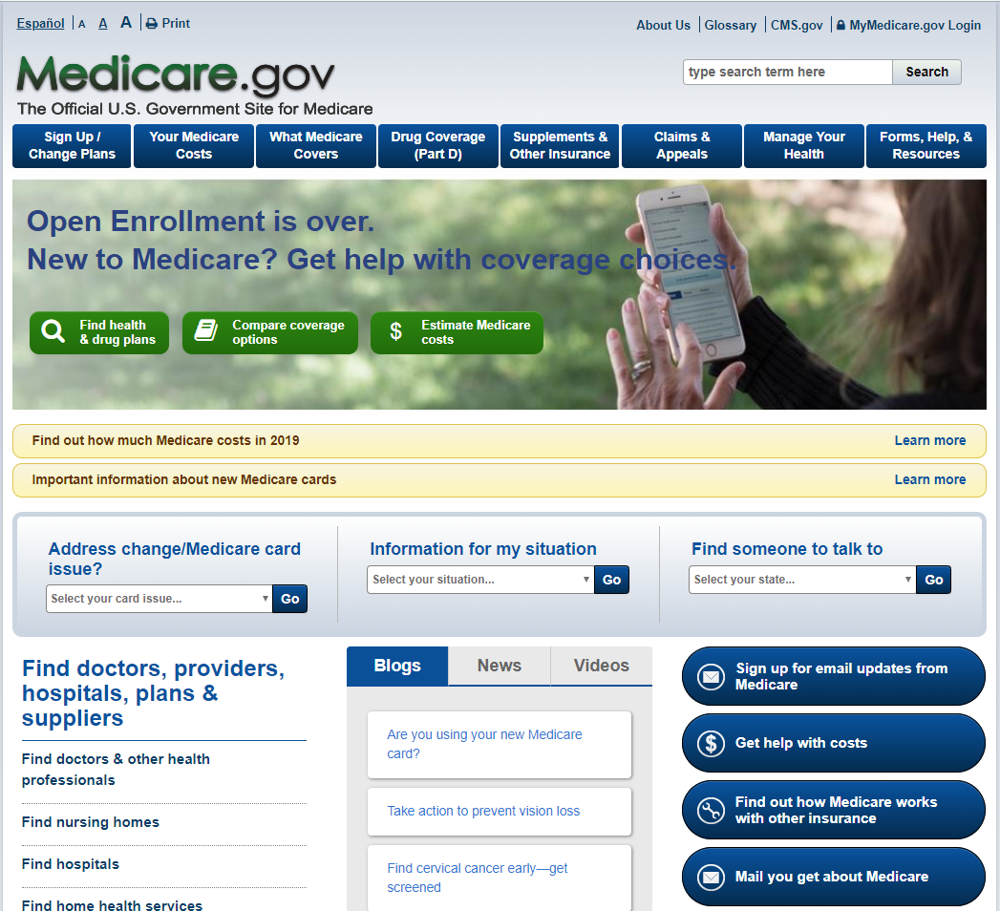 Español A A A Print
About Us Glossary CMS.gov MyMedicare.gov Login
Medicare.gov
The Official U.S. Government Site for Medicare
type search term here Search
Sign Up /
Change Plans
Your Medicare
Costs
What Medicare
Covers
Drug Coverage
(Part D)
Supplements &
Other Insurance
Claims &
Appeals
Manage Your
Health
Forms, Help, &
Resources
Open Enrollment is over.
New to Medicare? Get help with coverage choices.
Find health
& drug plans
Compare coverage
options
$ Estimate Medicare
costs
Find out how much Medicare costs in 2019 Learn more
Important information about new Medicare cards Learn more
Address change/Medicare card
issue?
Select your card issue... Go
Information for my situation
Select your situation... Go
Find someone to talk to
Select your state... Go
Find doctors, providers,
hospitals, plans &
suppliers
Find doctors & other health
professionals
Find nursing homes
Find hospitals
Find home health services
Blogs News Videos
Are you using your new Medicare
card?
Take action to prevent vision loss
Find cervical cancer early—get
screened
Sign up for email updates from
Medicare
$ Get help with costs
Find out how Medicare works
with other insurance
Mail you get about Medicare